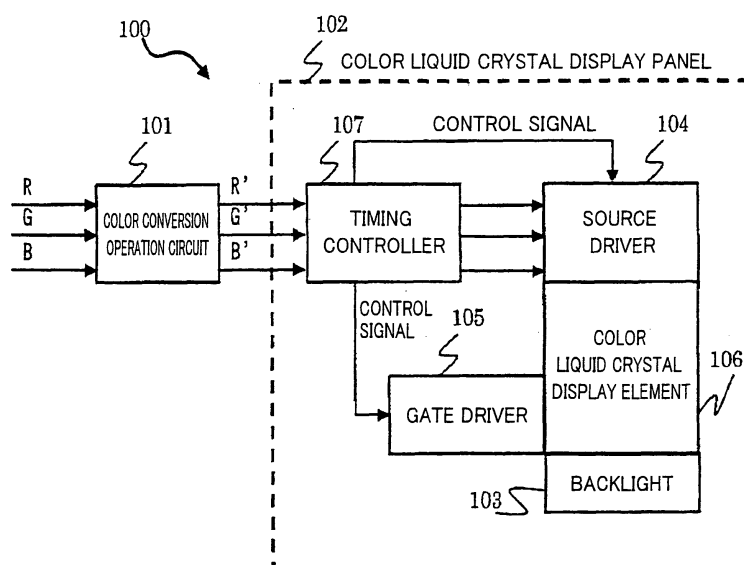 100
102
COLOR LIQUID CRYSTAL DISPLAY PANEL
101
107
CONTROL SIGNAL
104
R
G
B
COLOR CONVERSION
OPERATION CIRCUIT
R'
G'
B'
TIMING
CONTROLLER
SOURCE
DRIVER
CONTROL
SIGNAL
105
COLOR
LIQUID CRYSTAL
DISPLAY ELEMENT
106
GATE DRIVER
103
BACKLIGHT